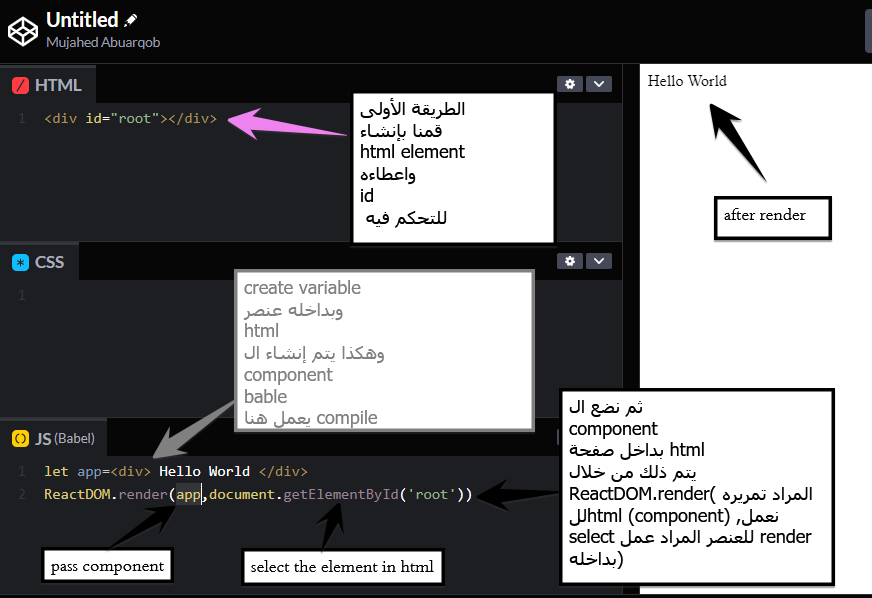 Untitled
Mujahed Abuarqob
HTML
1 <div id="root"></div>
الطريقة الأولى
قمنا بإنشاء
html element
واعطاءه
id
للتحكم فيه
Hello World
after render
CSS
1
create variable
وبداخله عنصر
html
وهكذا يتم إنشاء ال
component
bable
يعمل هنا compile
JS (Babel)
1 let app=<div> Hello World </div>
2 ReactDOM.render(app,document.getElementById('root'))
ثم نضع ال
component
بداخل صفحة html
يتم ذلك من خلال
ReactDOM.render( المراد تمريره
للhtml (component) ,نعمل
select للعنصر المراد عمل render
بداخله)
pass component
select the element in html